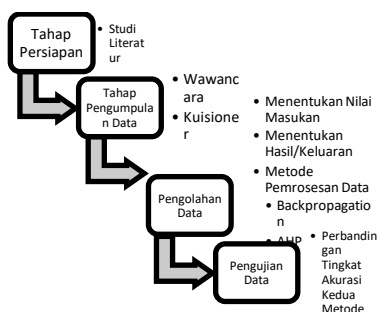 Tahap
Persiapan
• Studi
Literat
ur
Tahap
Pengumpula
n Data
• Wawanc
ara
• Kuisione
r
Pengolahan
Data
• Menentukan Nilai
Masukan
• Menentukan
Hasil/Keluaran
• Metode
Pemrosesan Data
• Backpropagatio
n
• AHP
Pengujian
Data
• Perbandin
gan
Tingkat
Akurasi
Kedua
Metode